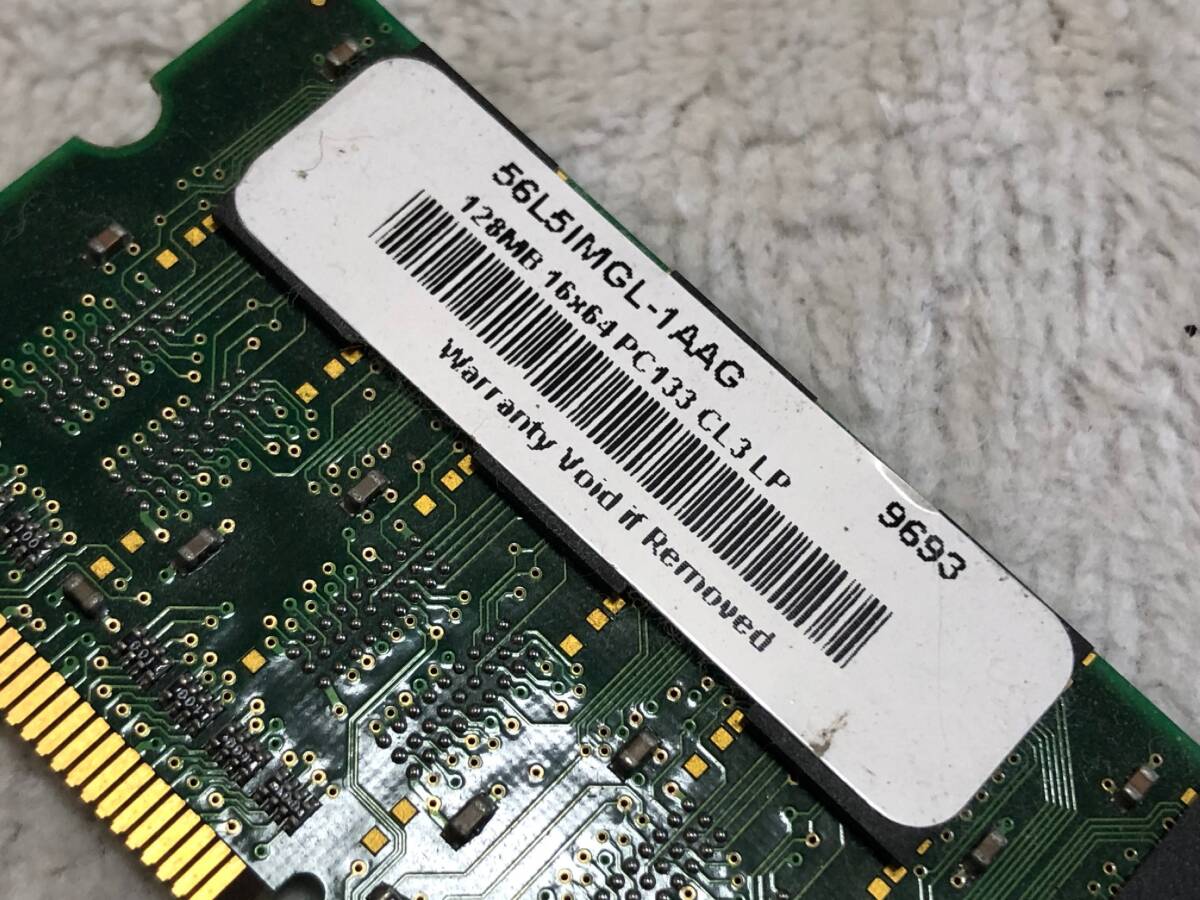 56L5IMGL-1AAG
128MB 16x64 PC133 CL3 LP
9693
Warranty Void if Removed